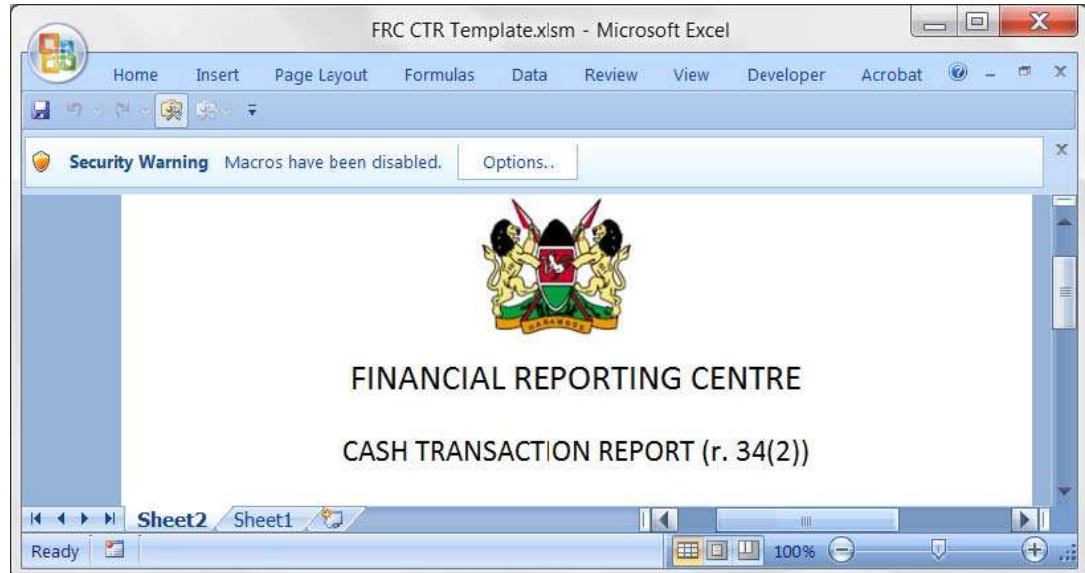 FRC CTR Template.xlsm - Microsoft Excel
Home Insert Page Layout Formulas Data Review View Developer Acrobat
Security Warning Macros have been disabled. Options..
HARAMBEE
FINANCIAL REPORTING CENTRE
CASH TRANSACTION REPORT (r. 34(2))
Sheet2 Sheet1
Ready 100%